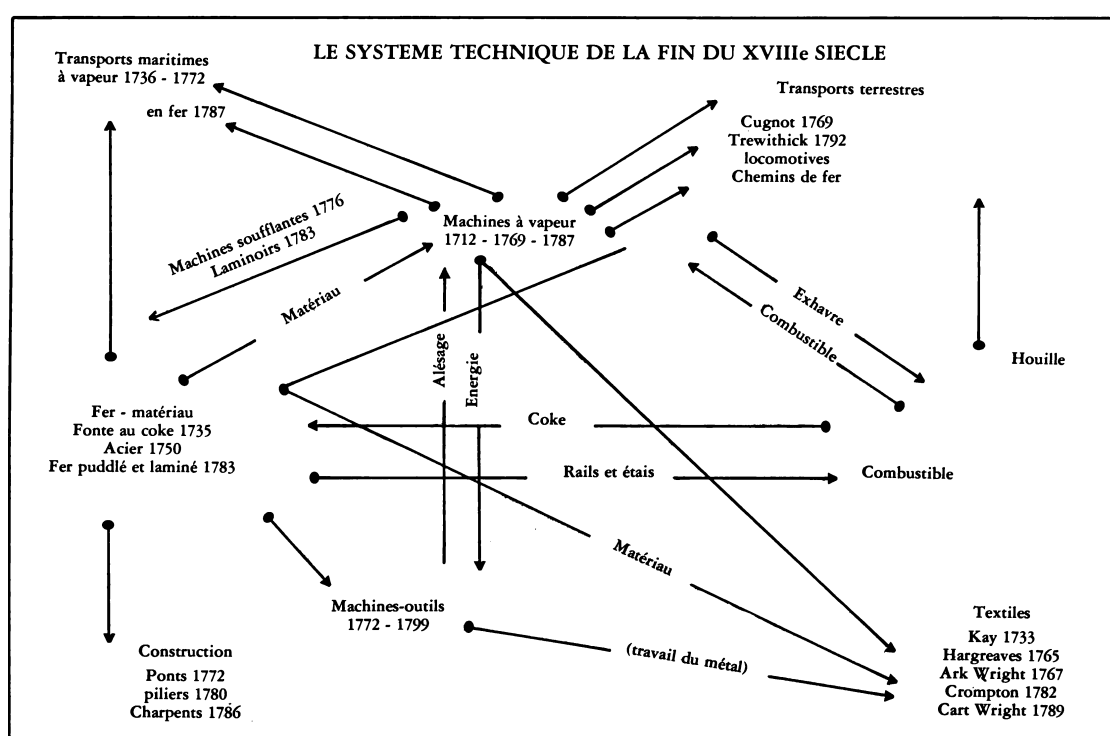 LE SYSTEME TECHNIQUE DE LA FIN DU XVIIIe SIECLE
Transports maritimes
à vapeur 1736 - 1772
en fer 1787
Transports terrestres
Cugnot 1769
Trewithick 1792
locomotives
Chemins de fer
Machines à vapeur
1712 - 1769 - 1787
Machines soufflantes 1776
Laminoirs 1783
Matériau
Exhavre
Combustible
Houille
Alésage
Energie
Fer - matériau
Fonte au coke 1735
Acier 1750
Fer puddlé et laminé 1783
Coke
Rails et étais
Combustible
Matériau
Machines-outils
1772 - 1799
(travail du métal)
Construction
Ponts 1772
piliers 1780
Charpents 1786
Textiles
Kay 1733
Hargreaves 1765
Ark Wright 1767
Crompton 1782
Cart Wright 1789